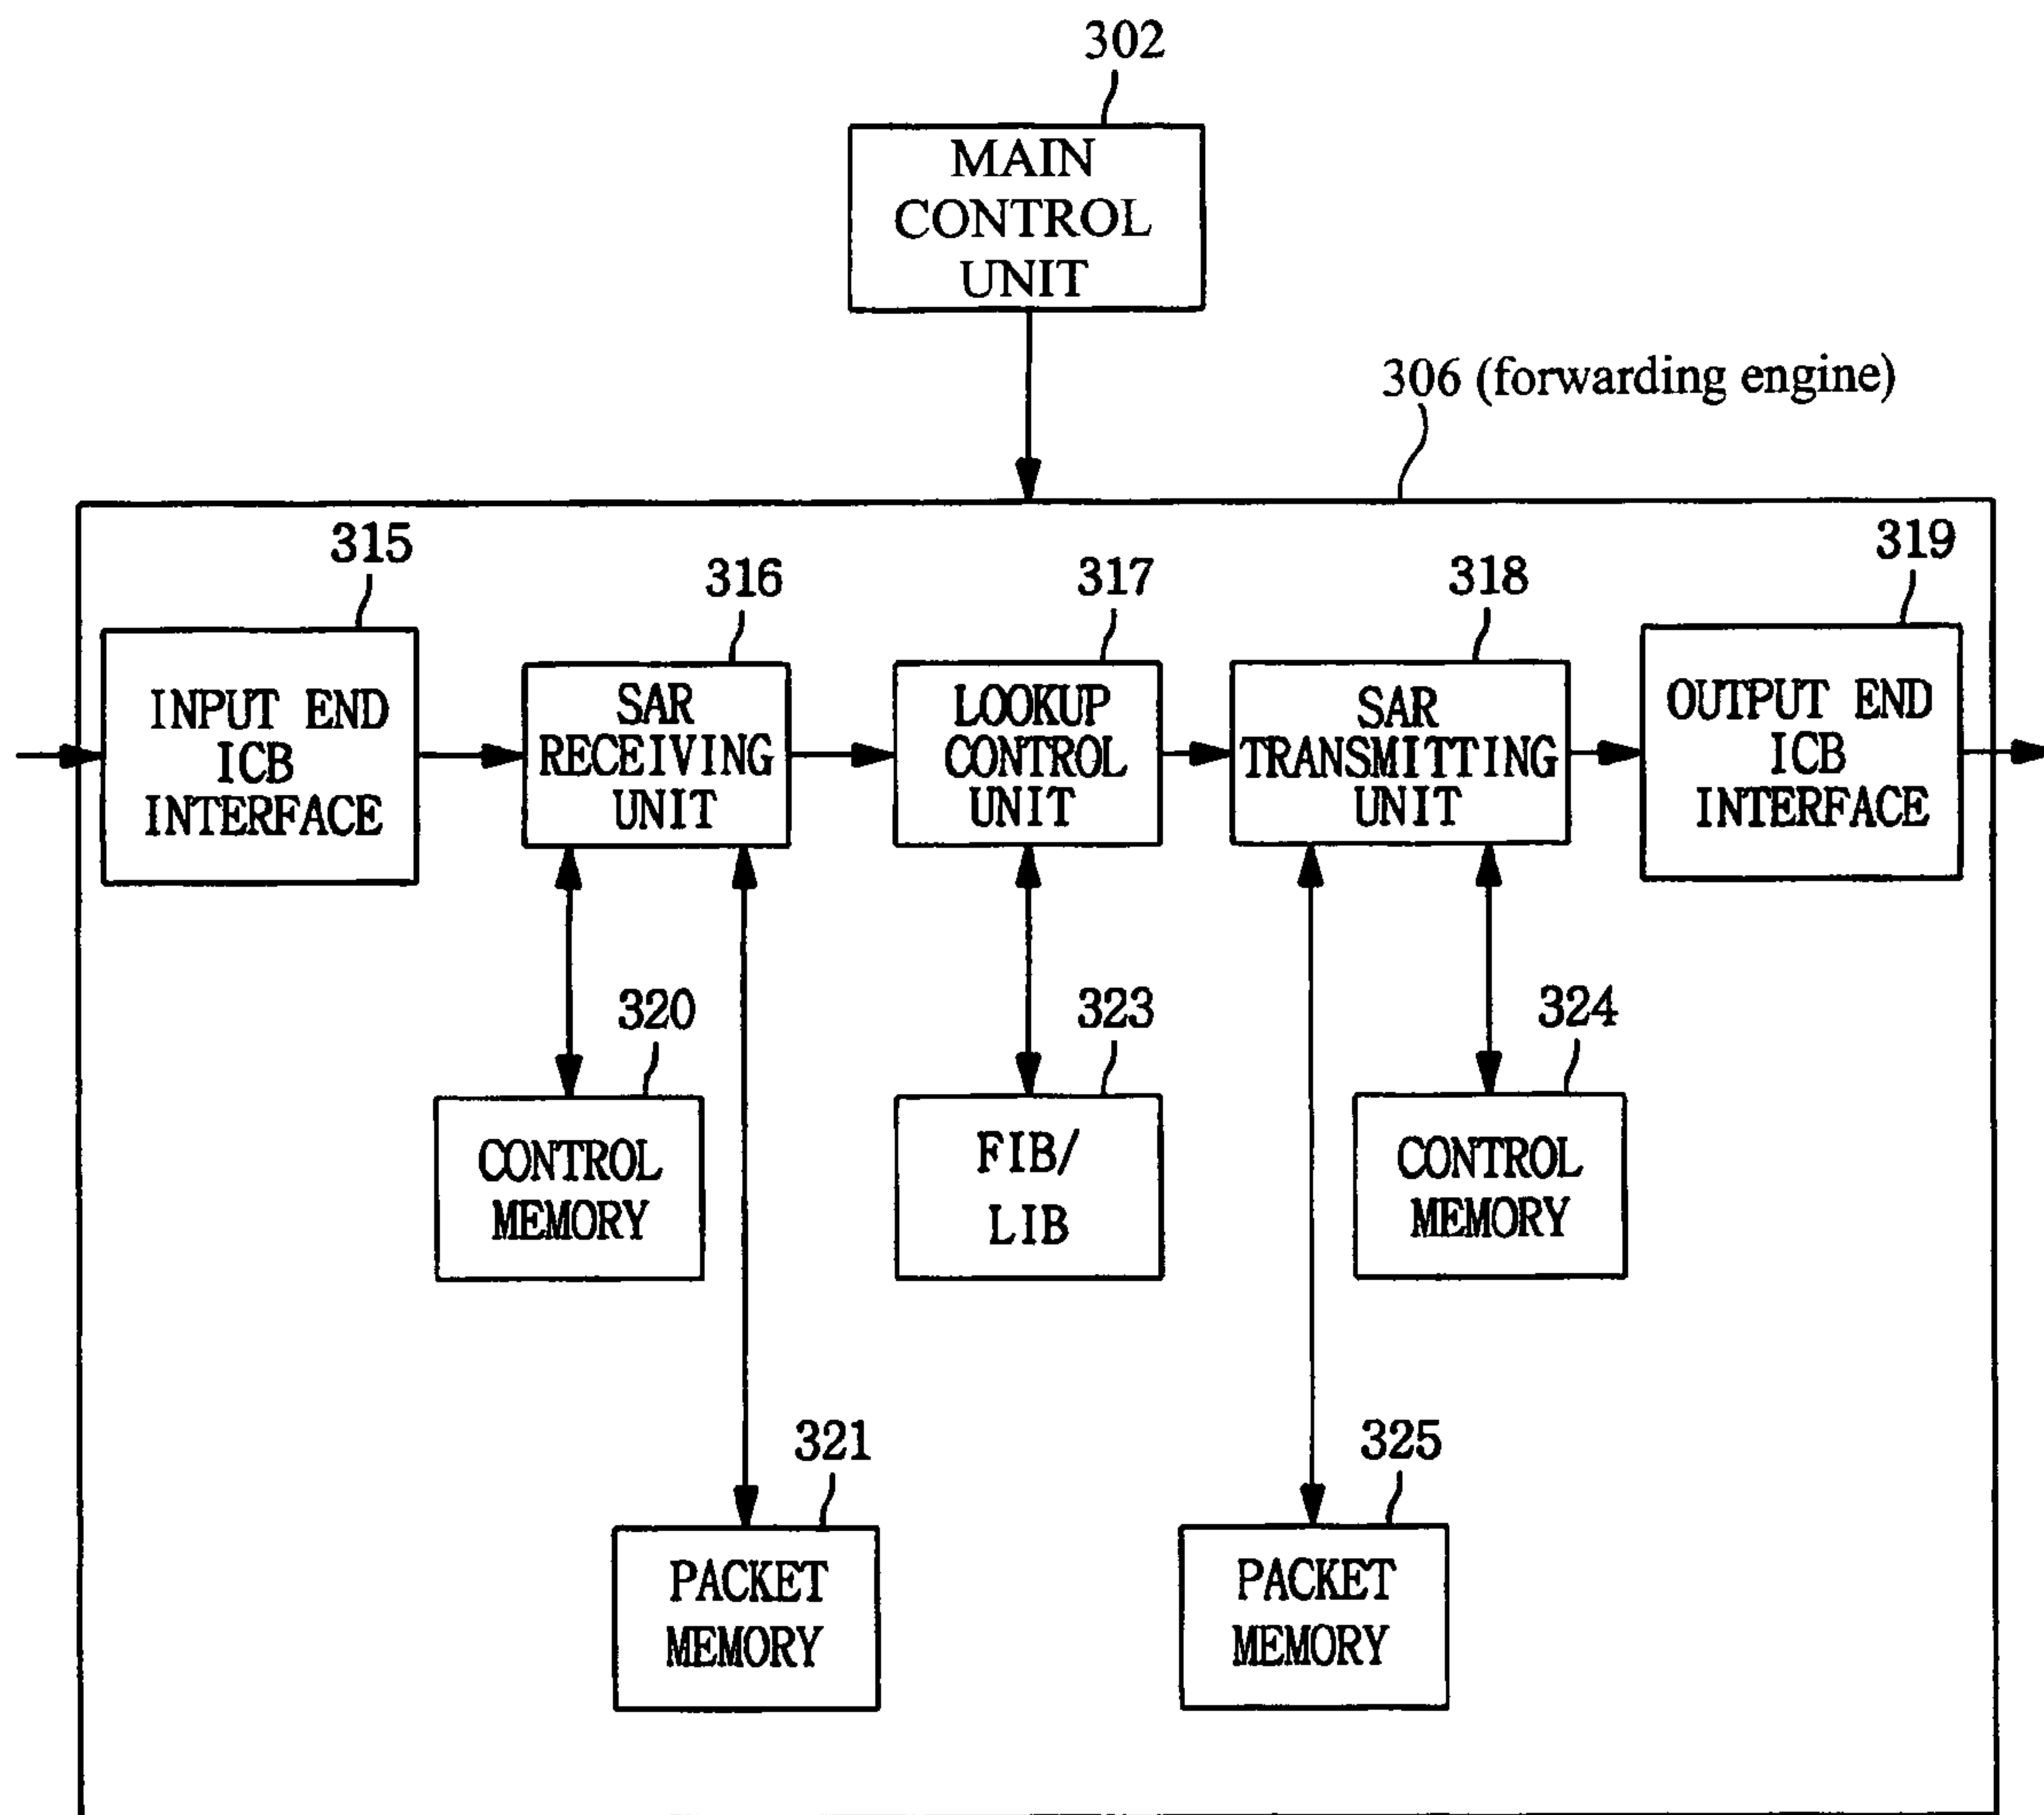 302
MAIN
CONTROL
UNIT
306 (forwarding engine)
315
316
317
318
319
INPUT END
ICB
INTERFACE
SAR
RECEIVING
UNIT
LOOKUP
CONTROL
UNIT
SAR
TRANSMITTING
UNIT
OUTPUT END
ICB
INTERFACE
320
323
324
CONTROL
MEMORY
FIB/
LIB
CONTROL
MEMORY
321
325
PACKET
MEMORY
PACKET
MEMORY